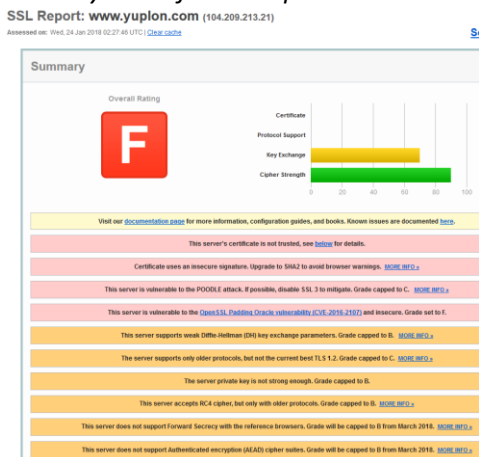 SSL Report: www.yuplon.com (104.209.213.21)
Assessed on: Wed, 24 Jan 2018 02:27:46 UTC | Clear cache
Summary
Overall Rating
F
Certificate
Protocol Support
Key Exchange
Cipher Strength
0 20 40 60 80 100
Visit our documentation page for more information, configuration guides, and books. Known issues are documented here.
This server's certificate is not trusted, see below for details.
Certificate uses an insecure signature. Upgrade to SHA2 to avoid browser warnings. MORE INFO »
This server is vulnerable to the POODLE attack. If possible, disable SSL 3 to mitigate. Grade capped to C. MORE INFO »
This server is vulnerable to the OpenSSL Padding Oracle vulnerability (CVE-2016-2107) and insecure. Grade set to F.
This server supports weak Diffie-Hellman (DH) key exchange parameters. Grade capped to B. MORE INFO »
The server supports only older protocols, but not the current best TLS 1.2. Grade capped to C. MORE INFO »
The server private key is not strong enough. Grade capped to B.
This server accepts RC4 cipher, but only with older protocols. Grade capped to B. MORE INFO »
This server does not support Forward Secrecy with the reference browsers. Grade will be capped to B from March 2018. MORE INFO »
This server does not support Authenticated encryption (AEAD) cipher suites. Grade will be capped to B from March 2018. MORE INFO »